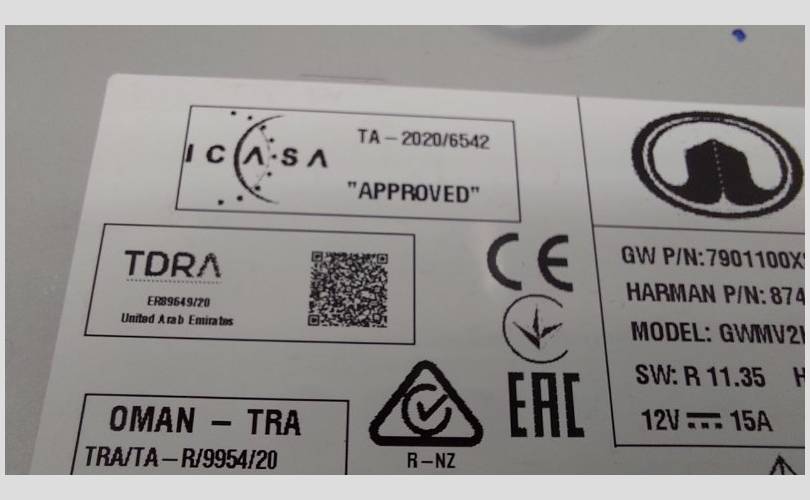 ICASA
TA-2020/6542
"APPROVED"
TDRA
ER89649/20
United Arab Emirates
OMAN - TRA
TRA/TA-R/9954/20
CE
EAC
R-NZ
GW P/N:7901100X
HARMAN P/N:874
MODEL: GWMV2
SW: R 11.35 H
12V 15A